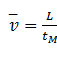 v̅ = L / t_M